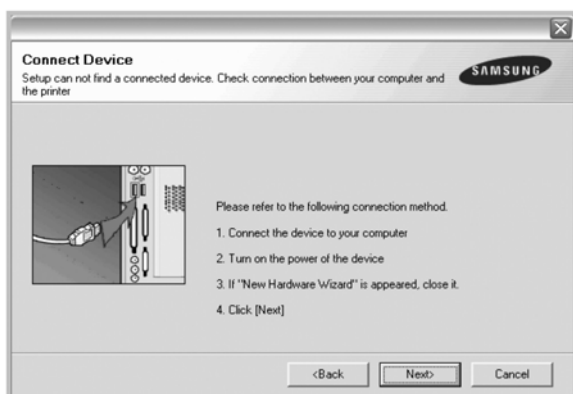 Connect Device
Setup can not find a connected device. Check connection between your computer and
the printer
SAMSUNG
Please refer to the following connection method.
1. Connect the device to your computer
2. Turn on the power of the device
3. If "New Hardware Wizard" is appeared, close it.
4. Click [Next]
<Back
Next>
Cancel